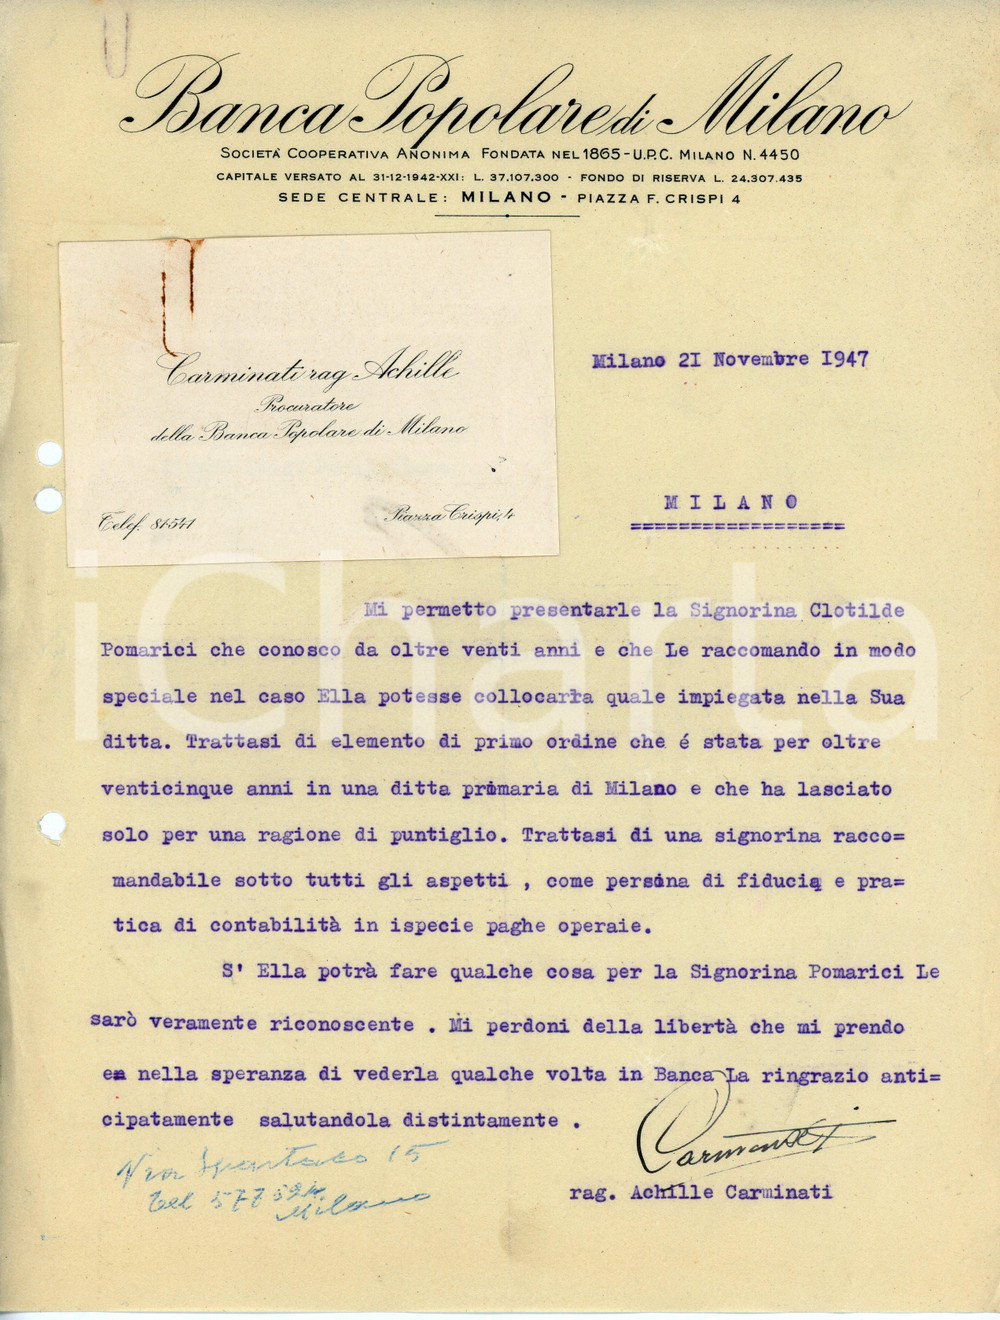 Banca Popolare di Milano
SOCIETÀ COOPERATIVA ANONIMA FONDATA NEL 1865 - U.P.C. MILANO N. 4450
CAPITALE VERSATO AL 31-12-1942-XXI: L. 37.107.300 - FONDO DI RISERVA L. 24.307.435
SEDE CENTRALE: MILANO - PIAZZA F. CRISPI 4
Carminati rag Achille
Procuratore
della Banca Popolare di Milano
Telef. 81541
Piazza Crispi, 4
Milano 21 Novembre 1947
MILANO
==================
iCharta
Mi permetto presentarle la Signorina Clotilde
Pomarici che conosco da oltre venti anni e che Le raccomando in modo
speciale nel caso Ella potesse collocarla quale impiegata nella Sua
ditta. Trattasi di elemento di primo ordine che é stata per oltre
venticinque anni in una ditta primaria di Milano e che ha lasciato
solo per una ragione di puntiglio. Trattasi di una signorina racco=
mandabile sotto tutti gli aspetti , come persona di fiducia e pra=
tica di contabilità in ispecie paghe operaie.
S' Ella potrà fare qualche cosa per la Signorina Pomarici Le
sarò veramente riconoscente . Mi perdoni della libertà che mi prendo
e nella speranza di vederla qualche volta in Banca La ringrazio anti=
cipatamente salutandola distintamente .
Carminati
rag. Achille Carminati
Via Spartaco 15
Tel 577
Milano